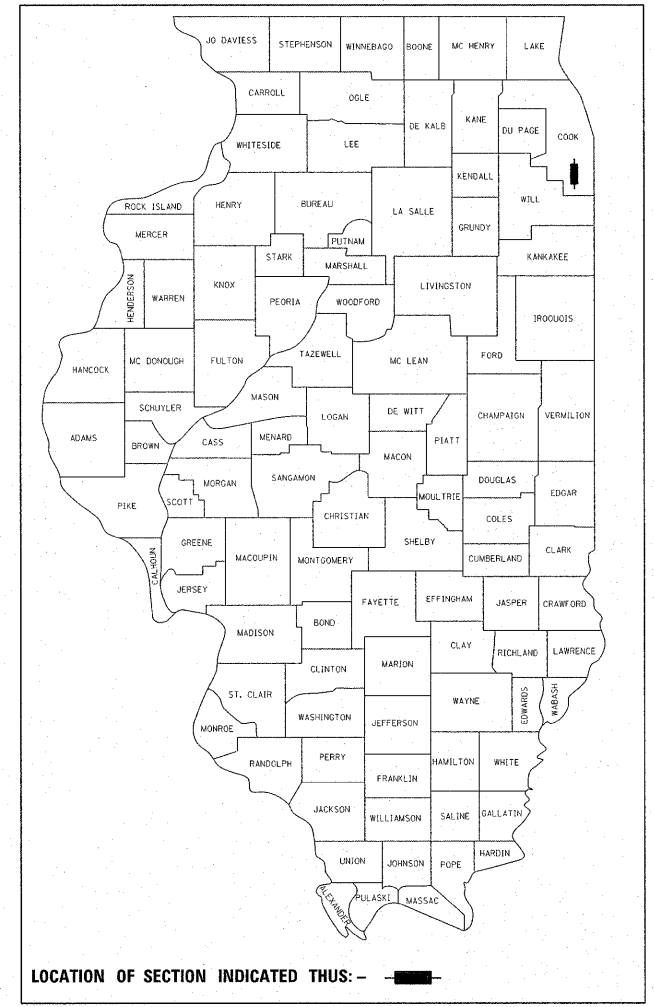 JO DAVIESS
STEPHENSON
WINNEBAGO
BOONE
MC HENRY
LAKE
CARROLL
OGLE
DE KALB
KANE
DU PAGE
COOK
WHITESIDE
LEE
KENDALL
WILL
ROCK ISLAND
HENRY
BUREAU
LA SALLE
GRUNDY
MERCER
PUTNAM
STARK
MARSHALL
KANKAKEE
HENDERSON
WARREN
KNOX
PEORIA
WOODFORD
LIVINGSTON
IROQUOIS
HANCOCK
MC DONOUGH
FULTON
TAZEWELL
MC LEAN
FORD
MASON
SCHUYLER
LOGAN
DE WITT
CHAMPAIGN
VERMILION
ADAMS
BROWN
CASS
MENARD
PIATT
MACON
SANGAMON
MORGAN
DOUGLAS
EDGAR
MOULTRIE
PIKE
SCOTT
CHRISTIAN
COLES
GREENE
MACOUPIN
MONTGOMERY
SHELBY
CUMBERLAND
CLARK
CALHOUN
JERSEY
FAYETTE
EFFINGHAM
JASPER
CRAWFORD
MADISON
BOND
CLAY
RICHLAND
LAWRENCE
MARION
CLINTON
ST. CLAIR
WAYNE
EDWARDS
WABASH
WASHINGTON
JEFFERSON
MONROE
RANDOLPH
PERRY
HAMILTON
WHITE
FRANKLIN
JACKSON
WILLIAMSON
SALINE
GALLATIN
UNION
JOHNSON
POPE
HARDIN
ALEXANDER
PULASKI
MASSAC
LOCATION OF SECTION INDICATED THUS: -